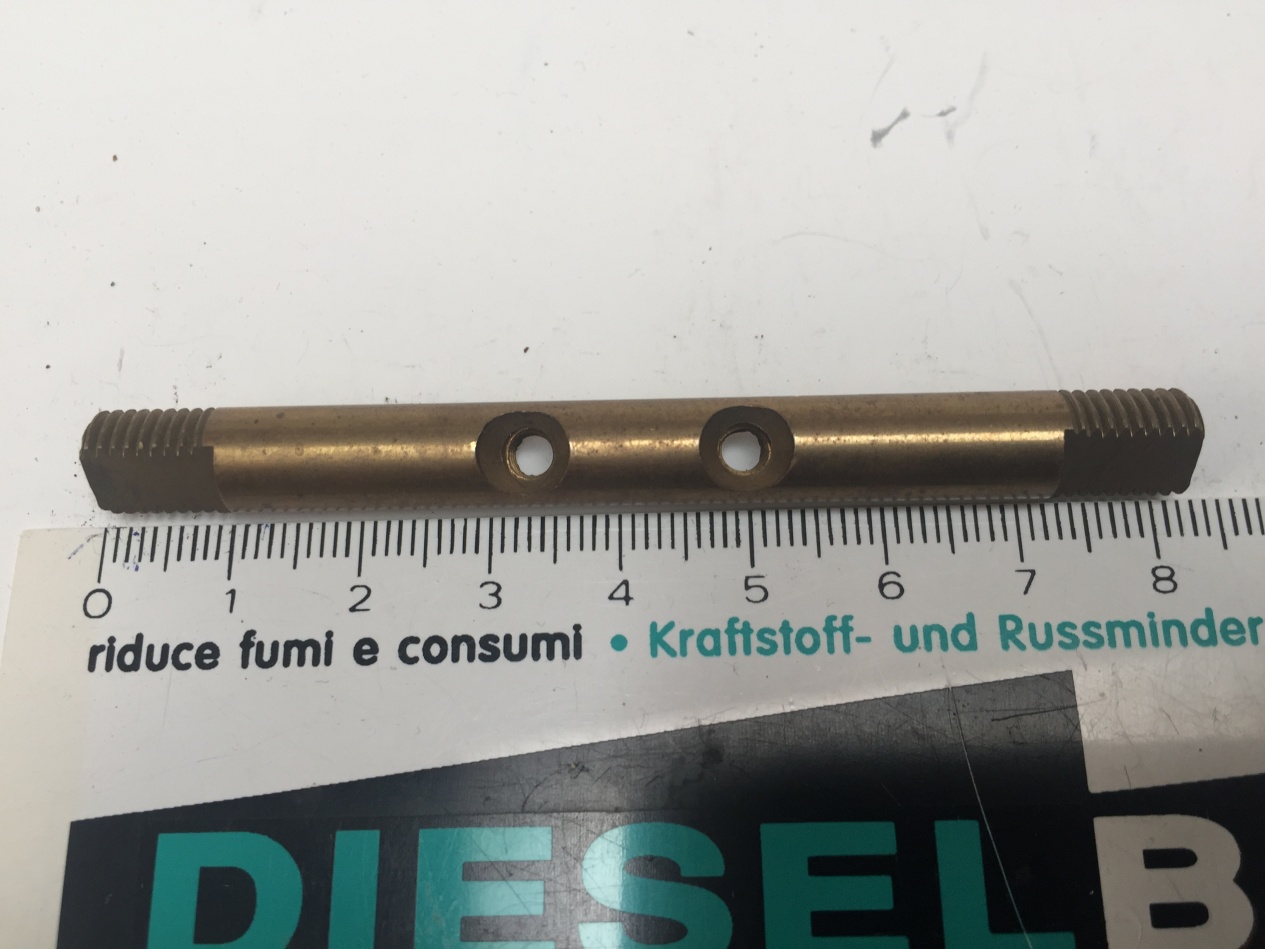 0 1 2 3 4 5 6 7 8
riduce fumi e consumi • Kraftstoff- und Russminder
DIESEL B